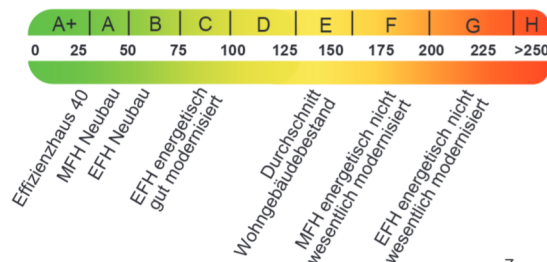 A+ A B C D E F G H
0 25 50 75 100 125 150 175 200 225 >250
Effizienzhaus 40
MFH Neubau
EFH Neubau
EFH energetisch
gut modernisiert
Durchschnitt
Wohngebäudebestand
MFH energetisch nicht
wesentlich modernisiert
EFH energetisch nicht
wesentlich modernisiert